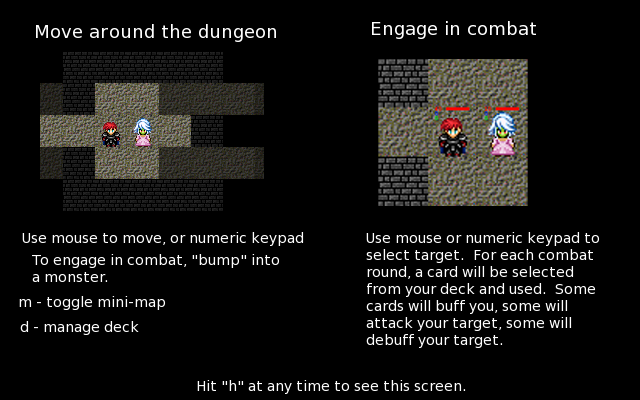 Move around the dungeon
Use mouse to move, or numeric keypad
To engage in combat, "bump" into
a monster.
m - toggle mini-map
d - manage deck
Engage in combat
Use mouse or numeric keypad to
select target.  For each combat
round, a card will be selected
from your deck and used.  Some
cards will buff you, some will
attack your target, some will
debuff your target.
Hit "h" at any time to see this screen.